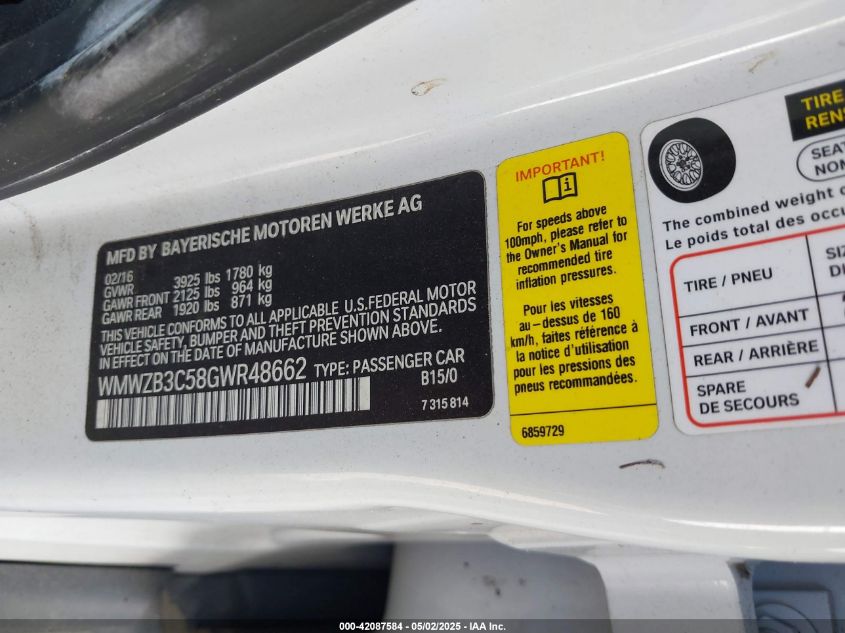 MFD BY BAYERISCHE MOTOREN WERKE AG
02/16
GVWR 3925 lbs 1780 kg
GAWR FRONT 2125 lbs 964 kg
GAWR REAR 1920 lbs 871 kg
THIS VEHICLE CONFORMS TO ALL APPLICABLE U.S.FEDERAL MOTOR
VEHICLE SAFETY, BUMPER AND THEFT PREVENTION STANDARDS
IN EFFECT ON THE DATE OF MANUFACTURE SHOWN ABOVE.
WMWZB3C58GWR48662 TYPE: PASSENGER CAR
B15/0
7 315 814
IMPORTANT!
i
For speeds above
100mph, please refer to
the Owner's Manual for
recommended tire
inflation pressures.
Pour les vitesses
au-dessus de 160
km/h, faites référence à
la notice d'utilisation
pour les pressions de
pneus recommandées.
6859729
TIRE
RENS
SEAT
NOM
The combined weight
Le poids total des
TIRE / PNEU
FRONT / AVANT
REAR / ARRIÈRE
SPARE
DE SECOURS
000-42087584 - 05/02/2025 - IAA Inc.